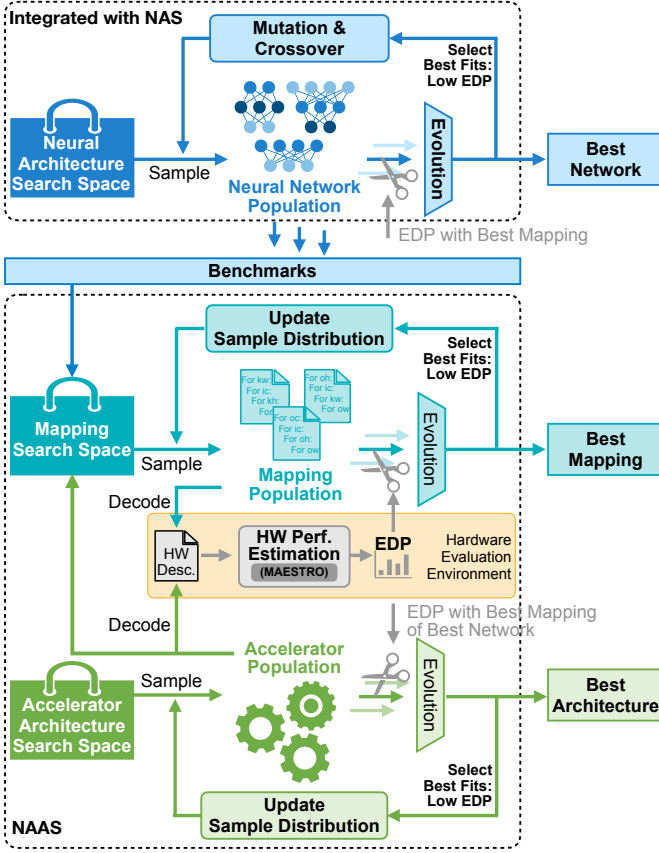 Integrated with NAS
Mutation &
Crossover
Select
Best Fits:
Low EDP
Neural
Architecture
Search Space
Sample
Neural Network
Population
Evolution
Best
Network
EDP with Best Mapping
Benchmarks
Update
Sample Distribution
Select
Best Fits:
Low EDP
For kw:
For ic:
For kh:
For
For oh:
For ic:
For kw:
For ow
For oc:
For ic:
For oh:
For ow
Mapping
Search Space
Sample
Mapping
Population
Evolution
Best
Mapping
Decode
HW
Desc.
HW Perf.
Estimation
(MAESTRO)
EDP
Hardware
Evaluation
Environment
Decode
EDP with Best Mapping
of Best Network
Accelerator
Population
Sample
Accelerator
Architecture
Search Space
Evolution
Best
Architecture
Select
Best Fits:
Low EDP
Update
Sample Distribution
NAAS